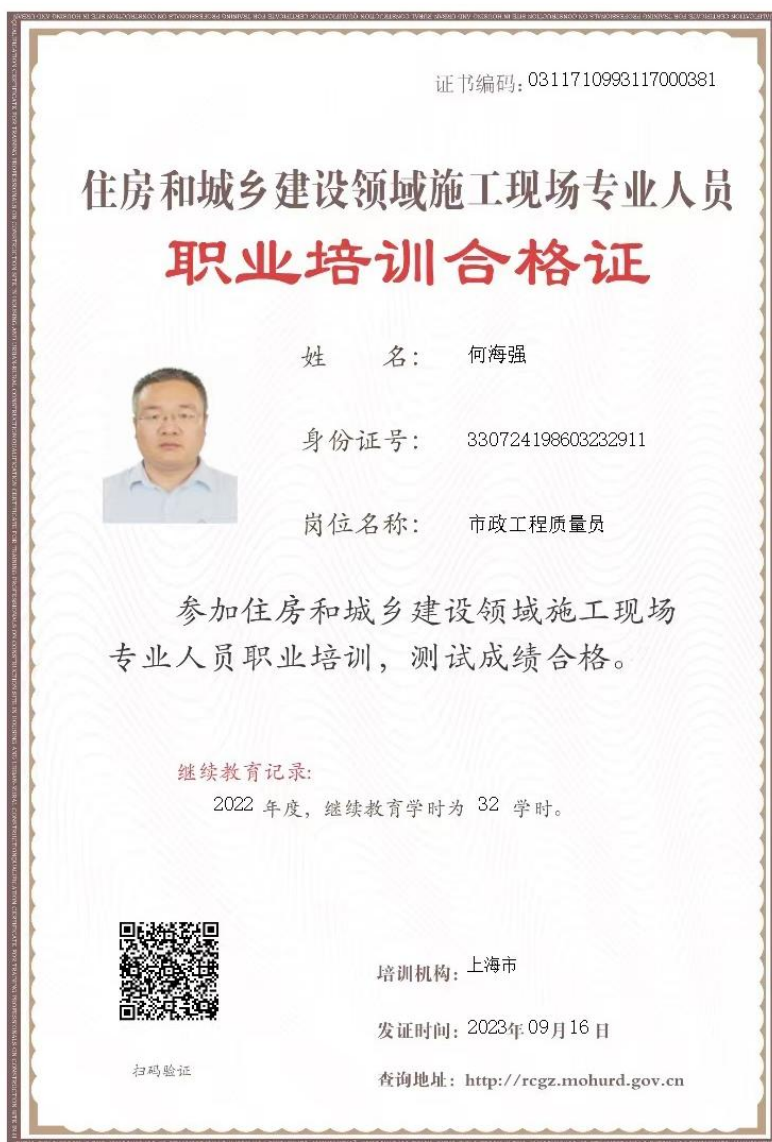 证书编码：0311710993117000381
住房和城乡建设领域施工现场专业人员
职业培训合格证
姓 名： 何海强
身份证号： 330724198603232911
岗位名称： 市政工程质量员
参加住房和城乡建设领域施工现场
专业人员职业培训，测试成绩合格。
继续教育记录:
2022 年度，继续教育学时为 32 学时。
培训机构：上海市
发证时间：2023年09月16日
扫码验证
查询地址：http://rcgz.mohurd.gov.cn